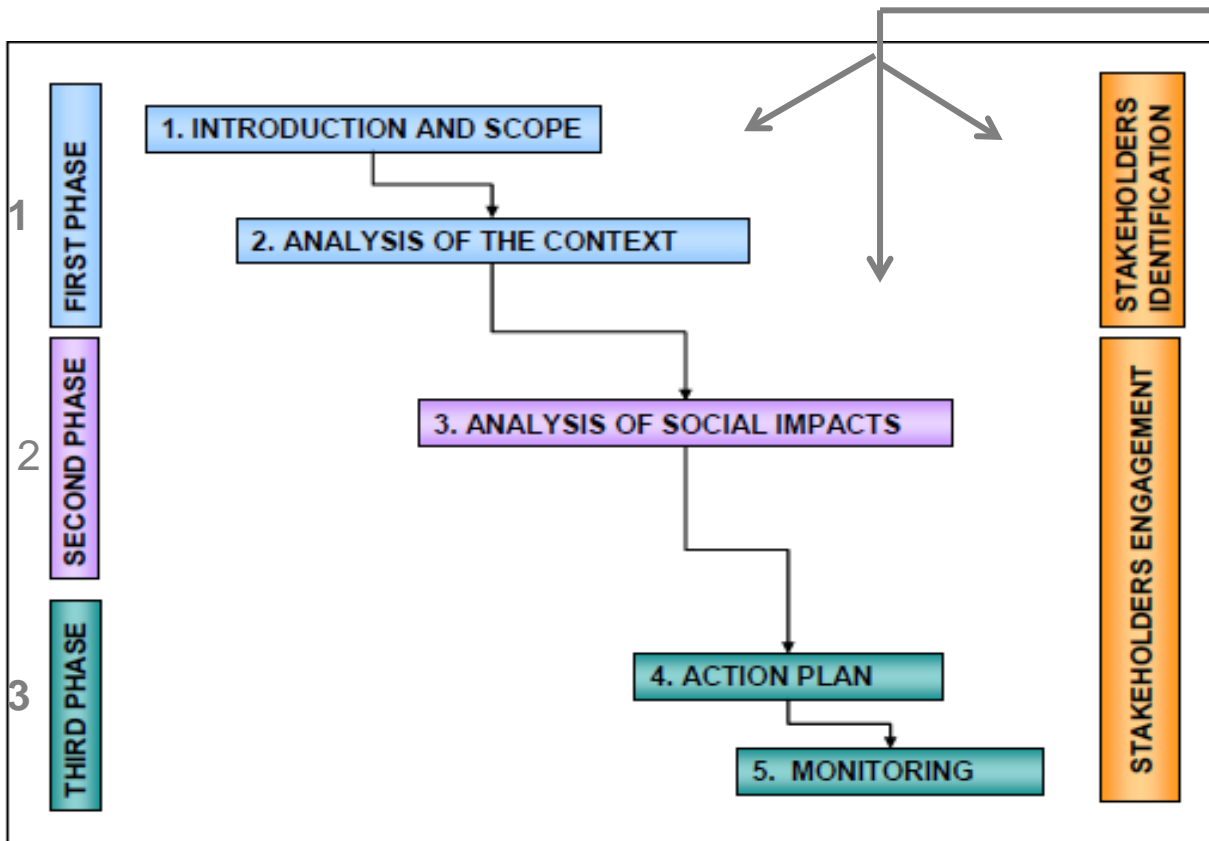 1
FIRST PHASE
1. INTRODUCTION AND SCOPE
2. ANALYSIS OF THE CONTEXT
STAKEHOLDERS
IDENTIFICATION
2
SECOND PHASE
3. ANALYSIS OF SOCIAL IMPACTS
STAKEHOLDERS ENGAGEMENT
3
THIRD PHASE
4. ACTION PLAN
5. MONITORING